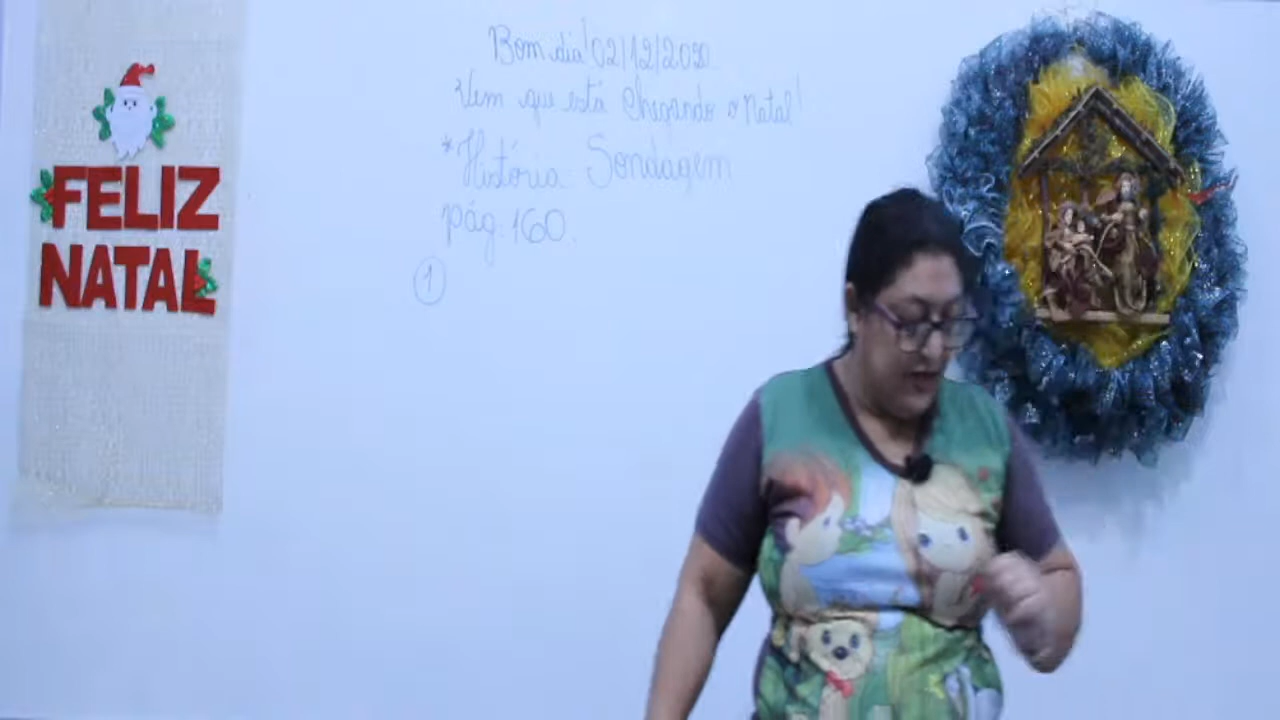 FELIZ
NATAL
Bom dia! 02/12/2020.
Vem que está chegando o Natal!
*História Sondagem
pág. 160.
1